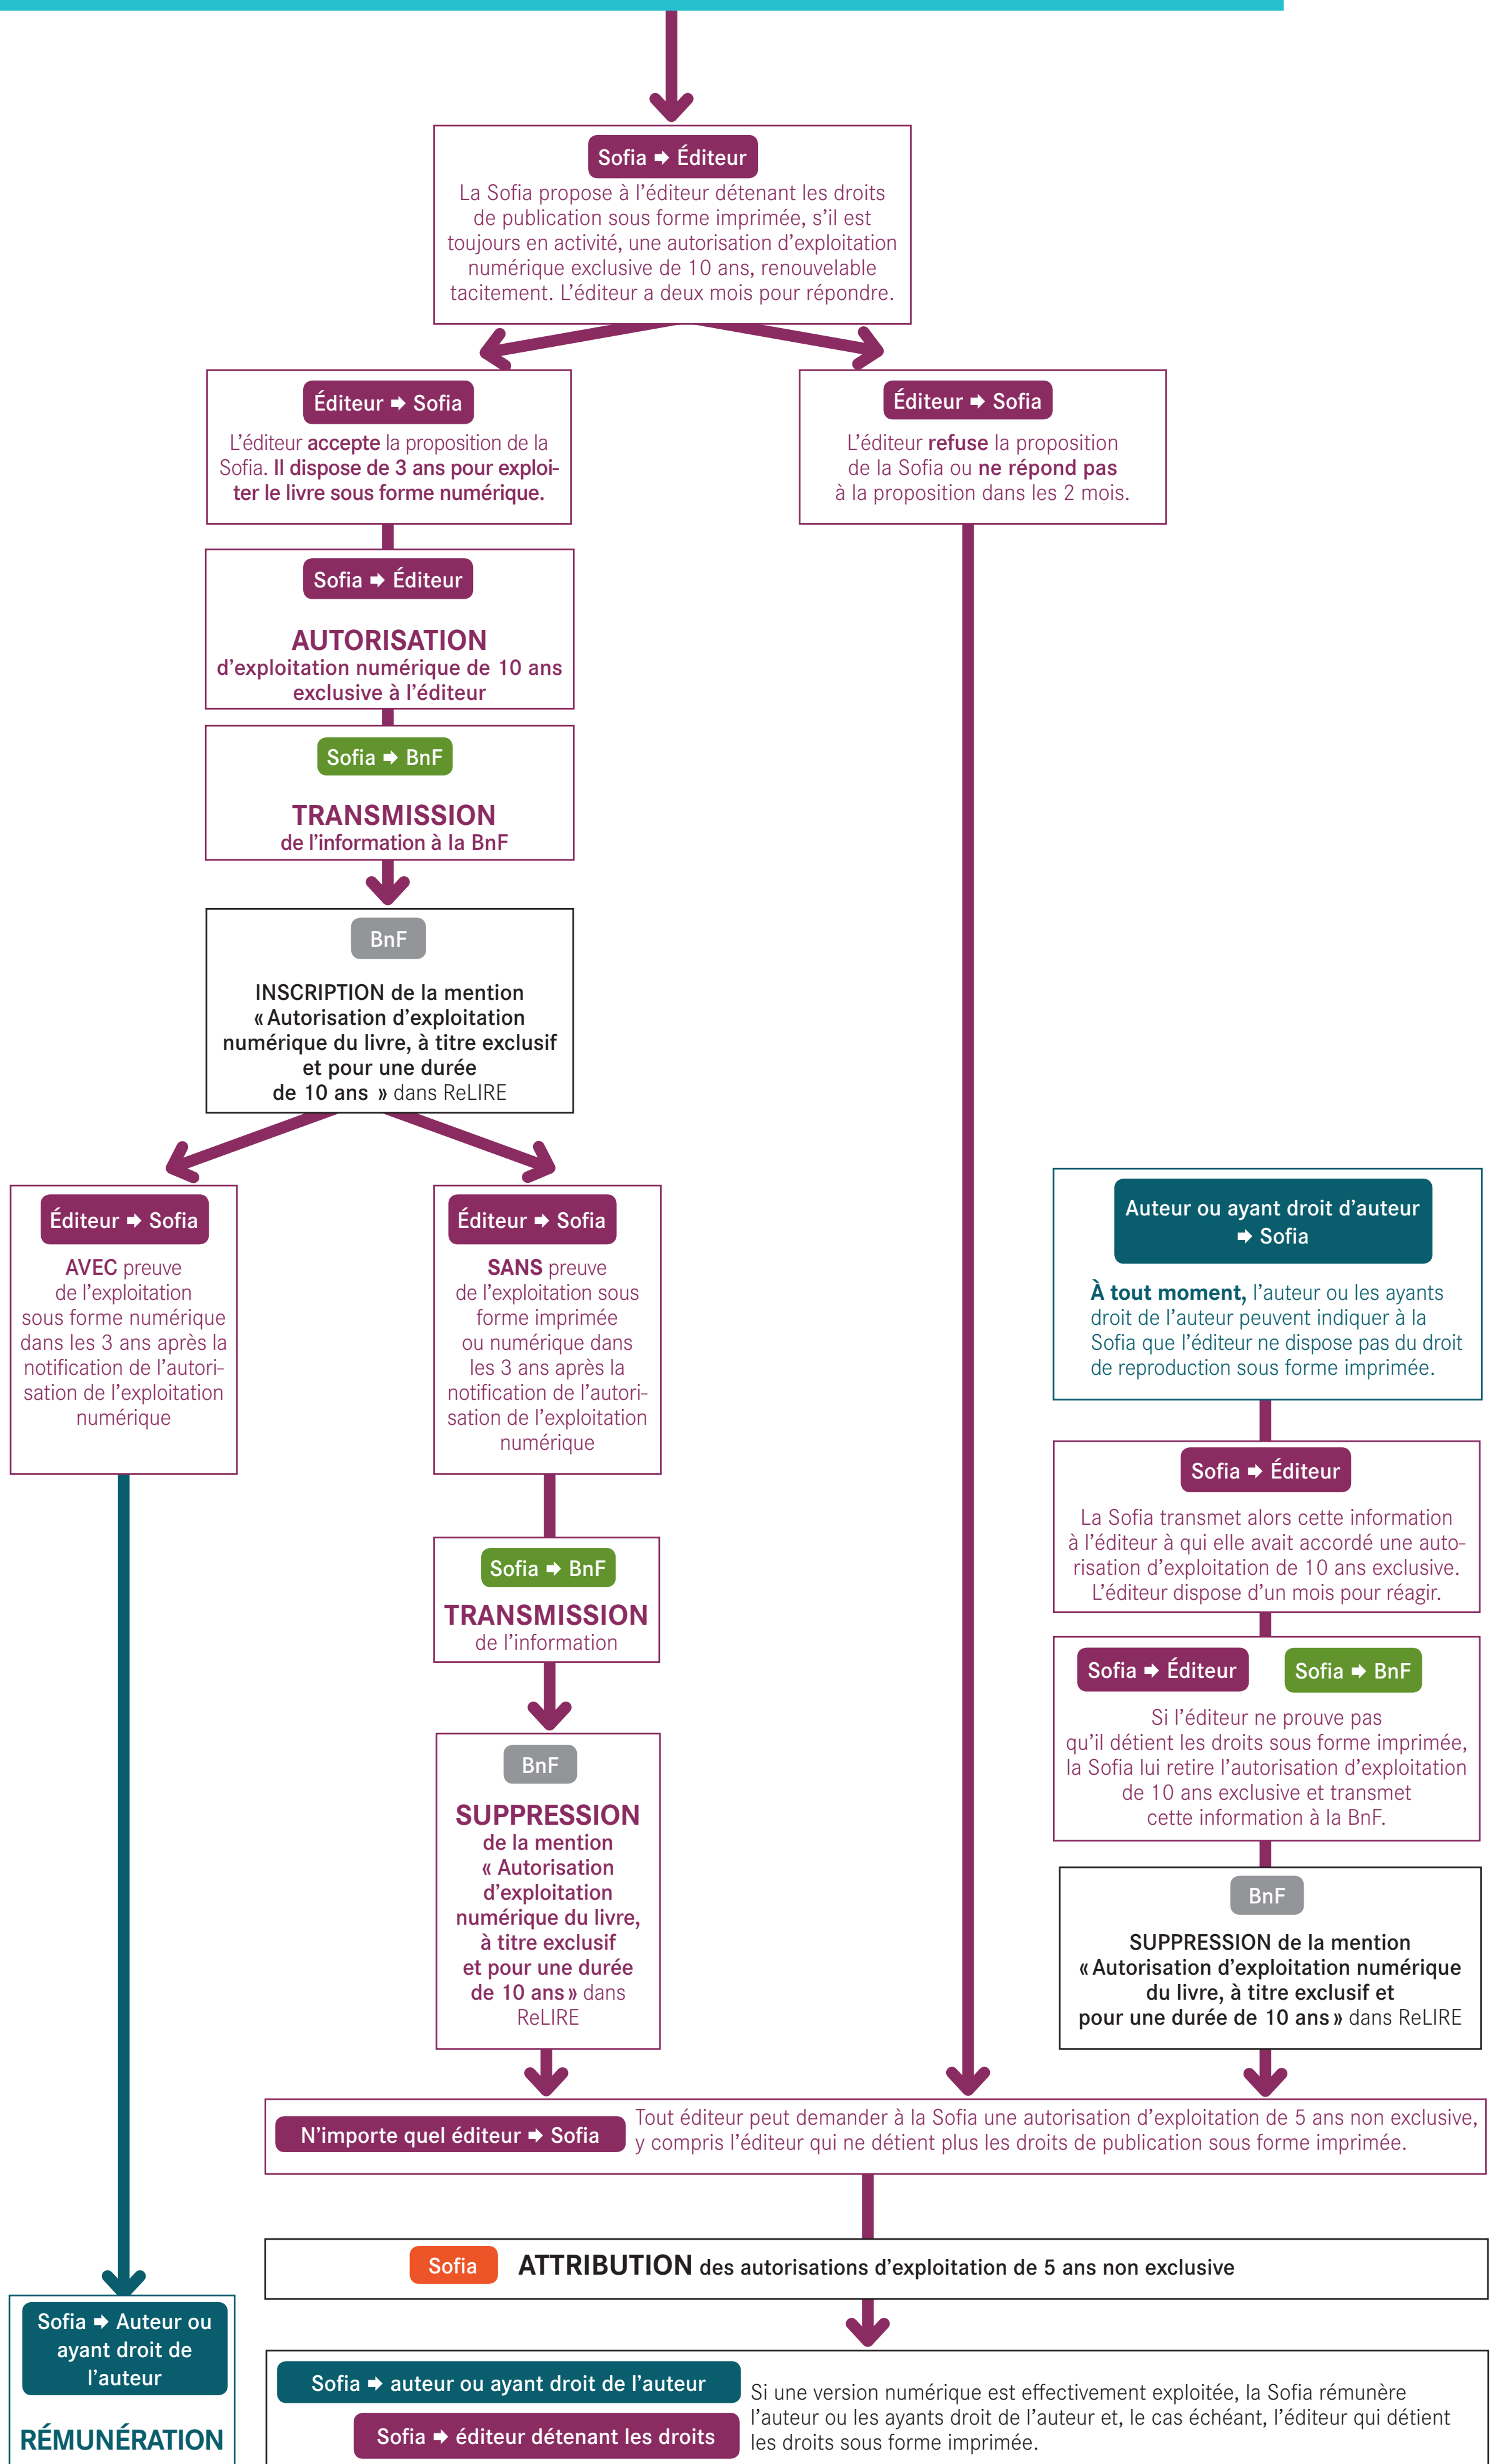 Sofia ➡ Éditeur
La Sofia propose à l’éditeur détenant les droits
de publication sous forme imprimée, s’il est
toujours en activité, une autorisation d’exploitation
numérique exclusive de 10 ans, renouvelable
tacitement. L’éditeur a deux mois pour répondre.
Éditeur ➡ Sofia
L’éditeur accepte la proposition de la
Sofia. Il dispose de 3 ans pour exploi-
ter le livre sous forme numérique.
Éditeur ➡ Sofia
L’éditeur refuse la proposition
de la Sofia ou ne répond pas
à la proposition dans les 2 mois.
Sofia ➡ Éditeur
AUTORISATION
d’exploitation numérique de 10 ans
exclusive à l’éditeur
Sofia ➡ BnF
TRANSMISSION
de l’information à la BnF
BnF
INSCRIPTION de la mention
« Autorisation d’exploitation
numérique du livre, à titre exclusif
et pour une durée
de 10 ans » dans ReLIRE
Éditeur ➡ Sofia
AVEC preuve
de l’exploitation
sous forme numérique
dans les 3 ans après la
notification de l’autori-
sation de l’exploitation
numérique
Éditeur ➡ Sofia
SANS preuve
de l’exploitation sous
forme imprimée
ou numérique dans
les 3 ans après la
notification de l’autori-
sation de l’exploitation
numérique
Sofia ➡ BnF
TRANSMISSION
de l’information
BnF
SUPPRESSION
de la mention
« Autorisation
d’exploitation
numérique du livre,
à titre exclusif
et pour une durée
de 10 ans » dans
ReLIRE
Auteur ou ayant droit d’auteur
➡ Sofia
À tout moment, l’auteur ou les ayants
droit de l’auteur peuvent indiquer à la
Sofia que l’éditeur ne dispose pas du droit
de reproduction sous forme imprimée.
Sofia ➡ Éditeur
La Sofia transmet alors cette information
à l’éditeur à qui elle avait accordé une auto-
risation d’exploitation de 10 ans exclusive.
L’éditeur dispose d’un mois pour réagir.
Sofia ➡ Éditeur
Sofia ➡ BnF
Si l’éditeur ne prouve pas
qu’il détient les droits sous forme imprimée,
la Sofia lui retire l’autorisation d’exploitation
de 10 ans exclusive et transmet
cette information à la BnF.
BnF
SUPPRESSION de la mention
« Autorisation d’exploitation numérique
du livre, à titre exclusif et
pour une durée de 10 ans » dans ReLIRE
N’importe quel éditeur ➡ Sofia
Tout éditeur peut demander à la Sofia une autorisation d’exploitation de 5 ans non exclusive,
y compris l’éditeur qui ne détient plus les droits de publication sous forme imprimée.
Sofia ATTRIBUTION des autorisations d’exploitation de 5 ans non exclusive
Sofia ➡ Auteur ou
ayant droit de
l’auteur
RÉMUNÉRATION
Sofia ➡ auteur ou ayant droit de l’auteur
Sofia ➡ éditeur détenant les droits
Si une version numérique est effectivement exploitée, la Sofia rémunère
l’auteur ou les ayants droit de l’auteur et, le cas échéant, l’éditeur qui détient
les droits sous forme imprimée.